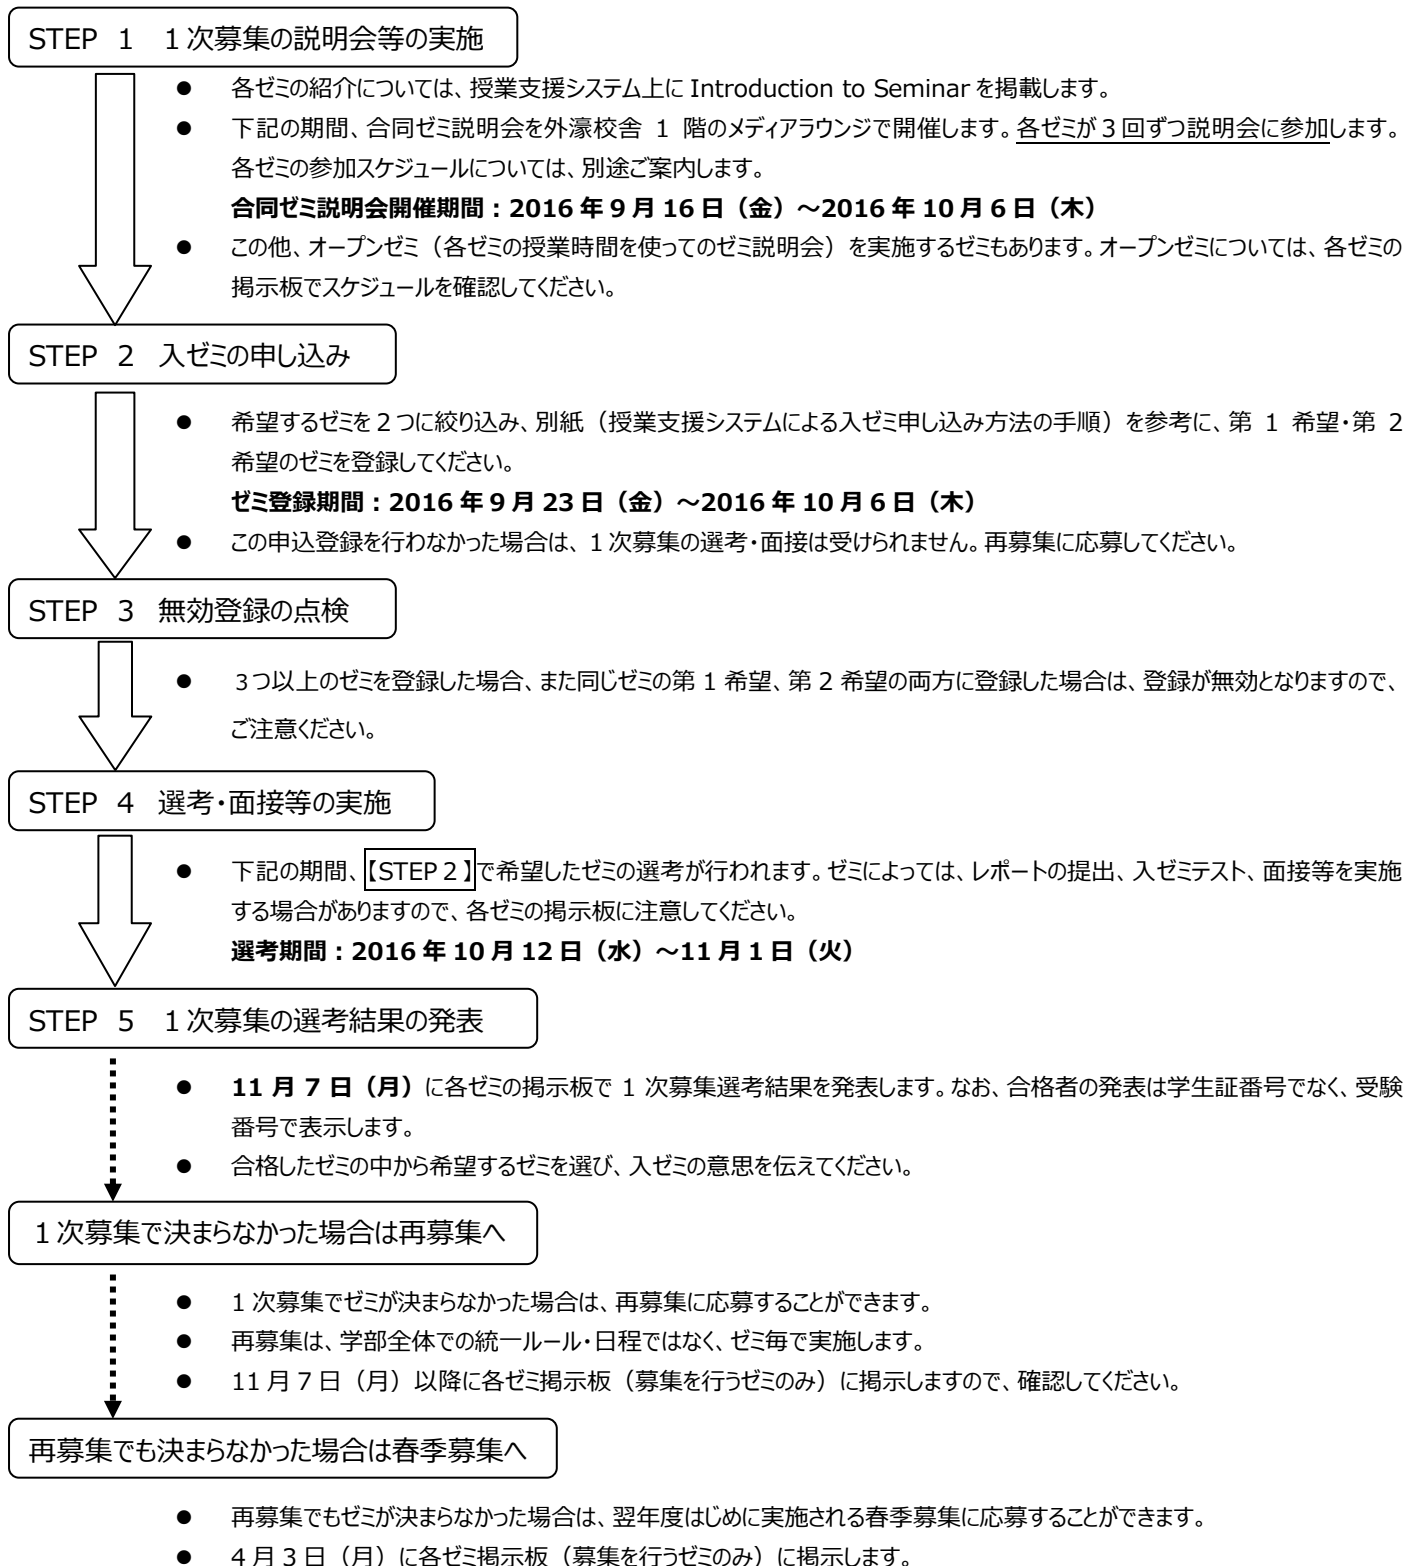 STEP 1 1次募集の説明会等の実施
● 各ゼミの紹介については、授業支援システム上に Introduction to Seminar を掲載します。
● 下記の期間、合同ゼミ説明会を外濠校舎 1 階のメディアラウンジで開催します。各ゼミが3回ずつ説明会に参加します。
各ゼミの参加スケジュールについては、別途ご案内します。
合同ゼミ説明会開催期間：2016年9月16日（金）～2016年10月6日（木）
● この他、オープンゼミ（各ゼミの授業時間を使ってのゼミ説明会）を実施するゼミもあります。オープンゼミについては、各ゼミの
掲示板でスケジュールを確認してください。
STEP 2 入ゼミの申し込み
● 希望するゼミを2つに絞り込み、別紙（授業支援システムによる入ゼミ申し込み方法の手順）を参考に、第 1 希望・第 2
希望のゼミを登録してください。
ゼミ登録期間：2016年9月23日（金）～2016年10月6日（木）
● この申込登録を行わなかった場合は、1次募集の選考・面接は受けられません。再募集に応募してください。
STEP 3 無効登録の点検
● 3つ以上のゼミを登録した場合、また同じゼミの第1希望、第2希望の両方に登録した場合は、登録が無効となりますので、
ご注意ください。
STEP 4 選考・面接等の実施
● 下記の期間、【STEP2】で希望したゼミの選考が行われます。ゼミによっては、レポートの提出、入ゼミテスト、面接等を実施
する場合がありますので、各ゼミの掲示板に注意してください。
選考期間：2016年10月12日（水）～11月1日（火）
STEP 5 1次募集の選考結果の発表
● 11月7日（月）に各ゼミの掲示板で1次募集選考結果を発表します。なお、合格者の発表は学生証番号でなく、受験
番号で表示します。
● 合格したゼミの中から希望するゼミを選び、入ゼミの意思を伝えてください。
1次募集で決まらなかった場合は再募集へ
● 1次募集でゼミが決まらなかった場合は、再募集に応募することができます。
● 再募集は、学部全体での統一ルール・日程ではなく、ゼミ毎で実施します。
● 11月7日（月）以降に各ゼミ掲示板（募集を行うゼミのみ）に掲示しますので、確認してください。
再募集でも決まらなかった場合は春季募集へ
● 再募集でもゼミが決まらなかった場合は、翌年度はじめに実施される春季募集に応募することができます。
● 4月3日（月）に各ゼミ掲示板（募集を行うゼミのみ）に掲示します。